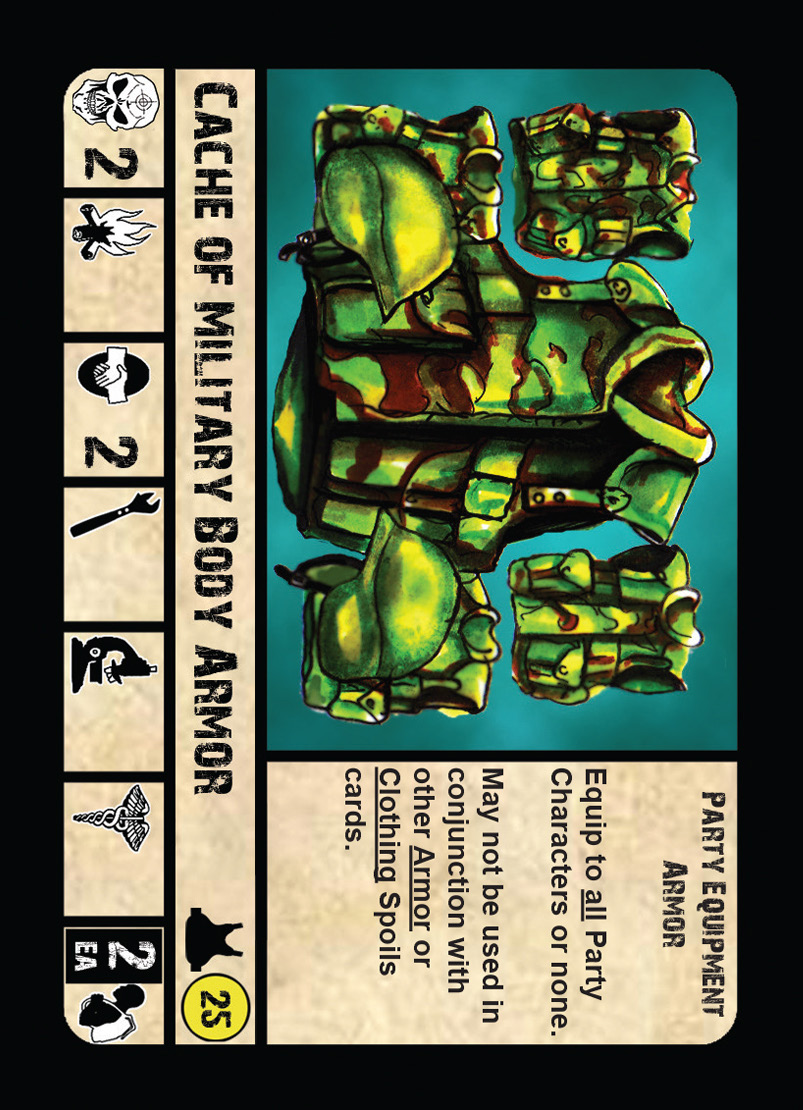 PARTY EQUIPMENT
ARMOR
Equip to all Party
Characters or none.
May not be used in
conjunction with
other Armor or
Clothing Spoils
cards.
CACHE OF MILITARY BODY ARMOR
25
2
2
2
EA